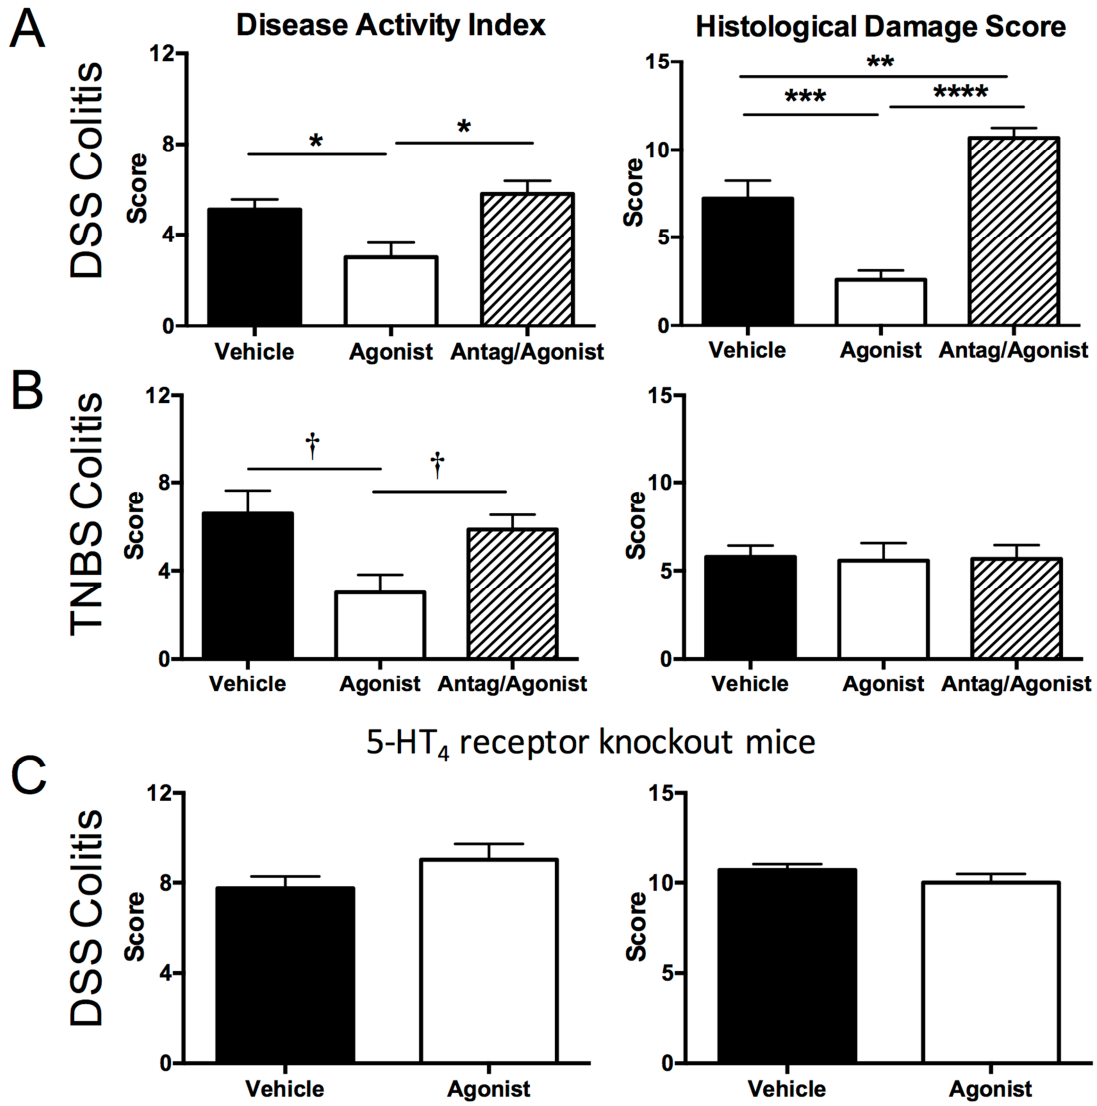 A
Disease Activity Index
Histological Damage Score
DSS Colitis
Score
12
8
4
0
*
*
Vehicle
Agonist
Antag/Agonist
Score
15
10
5
0
**
***
****
Vehicle
Agonist
Antag/Agonist
B
TNBS Colitis
Score
12
8
4
0
†
†
Vehicle
Agonist
Antag/Agonist
Score
15
10
5
0
Vehicle
Agonist
Antag/Agonist
5-HT4 receptor knockout mice
C
DSS Colitis
Score
12
8
4
0
Vehicle
Agonist
Score
15
10
5
0
Vehicle
Agonist